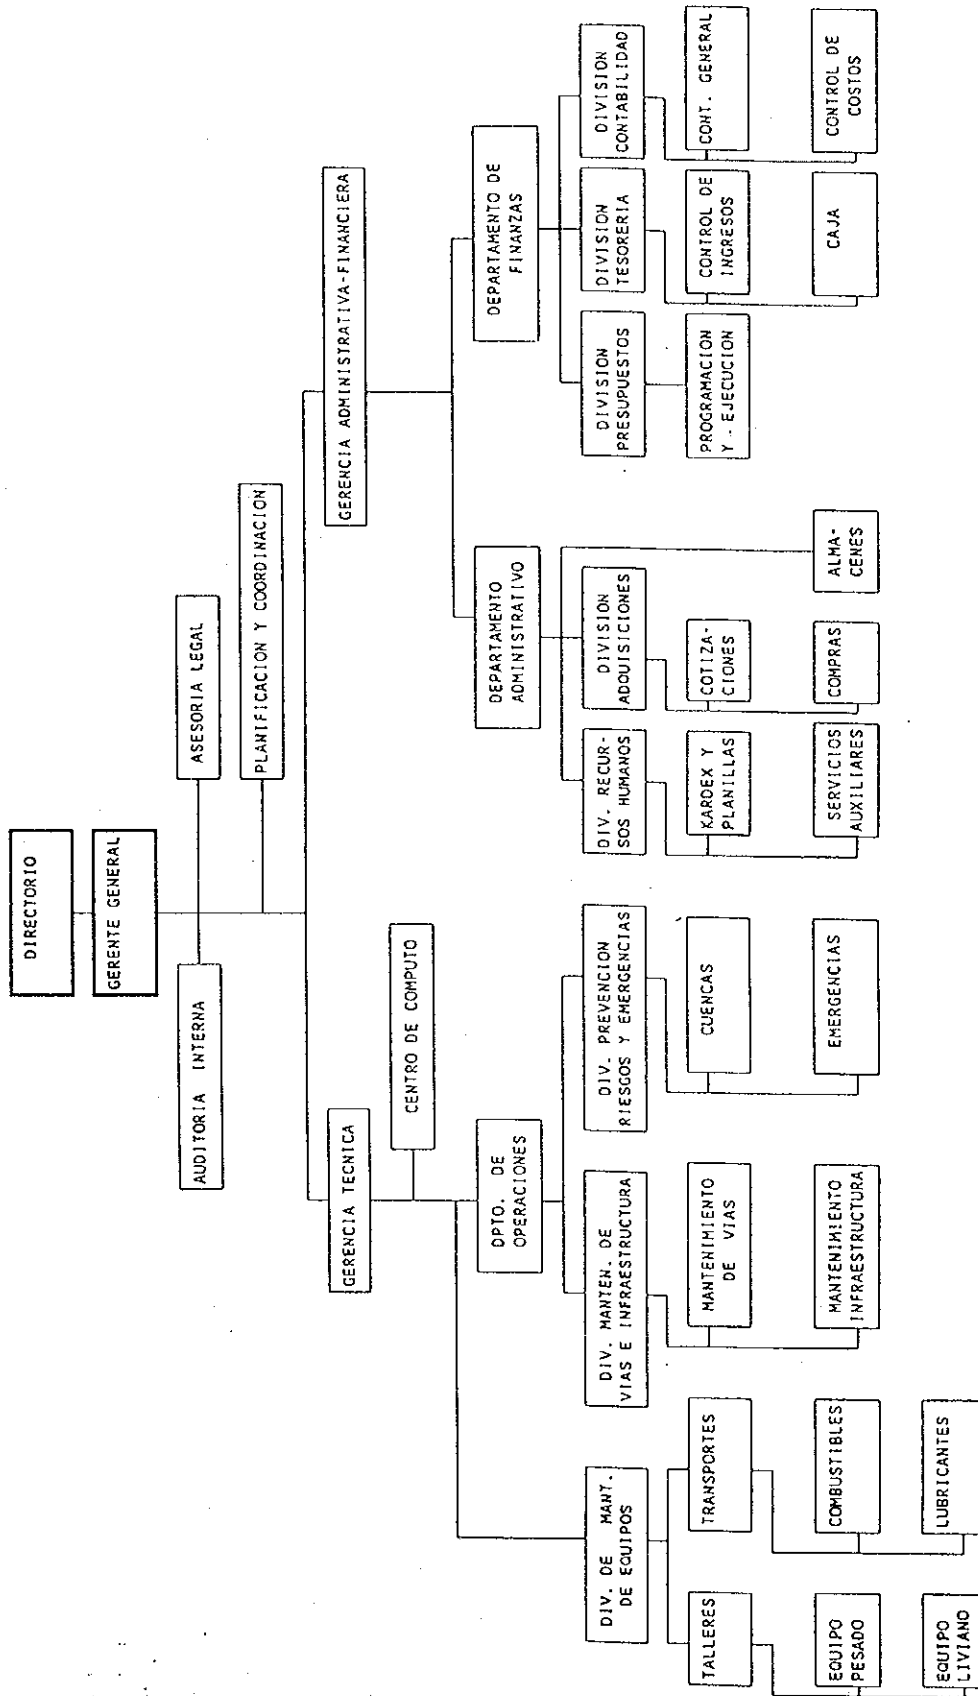 DIRECTORIO
GERENTE GENERAL
AUDITORIA INTERNA
ASESORIA LEGAL
PLANIFICACION Y COORDINACION
GERENCIA TECNICA
GERENCIA ADMINISTRATIVA-FINANCIERA
CENTRO DE COMPUTO
DPTO. DE
OPERACIONES
DEPARTAMENTO
ADMINISTRATIVO
DEPARTAMENTO DE
FINANZAS
DIV. DE MANT.
DE EQUIPOS
DIV. MANTEN. DE
VIAS E INFRAESTRUCTURA
DIV. PREVENCION
RIESGOS Y EMERGENCIAS
DIV. RECUR-
SOS HUMANOS
DIVISION
ADQUISICIONES
DIVISION
PRESUPUESTOS
DIVISION
TESORERIA
DIVISION
CONTABILIDAD
TALLERES
TRANSPORTES
MANTENIMIENTO
DE VIAS
CUENCAS
KARDEX Y
PLANILLAS
COTIZA-
CIONES
PROGRAMACION
Y - EJECUCION
CONTROL DE
INGRESOS
CONT. GENERAL
EQUIPO
PESADO
COMBUSTIBLES
MANTENIMIENTO
INFRAESTRUCTURA
EMERGENCIAS
SERVICIOS
AUXILIARES
COMPRAS
ALMA-
CENES
CAJA
CONTROL DE
COSTOS
EQUIPO
LIVIANO
LUBRICANTES